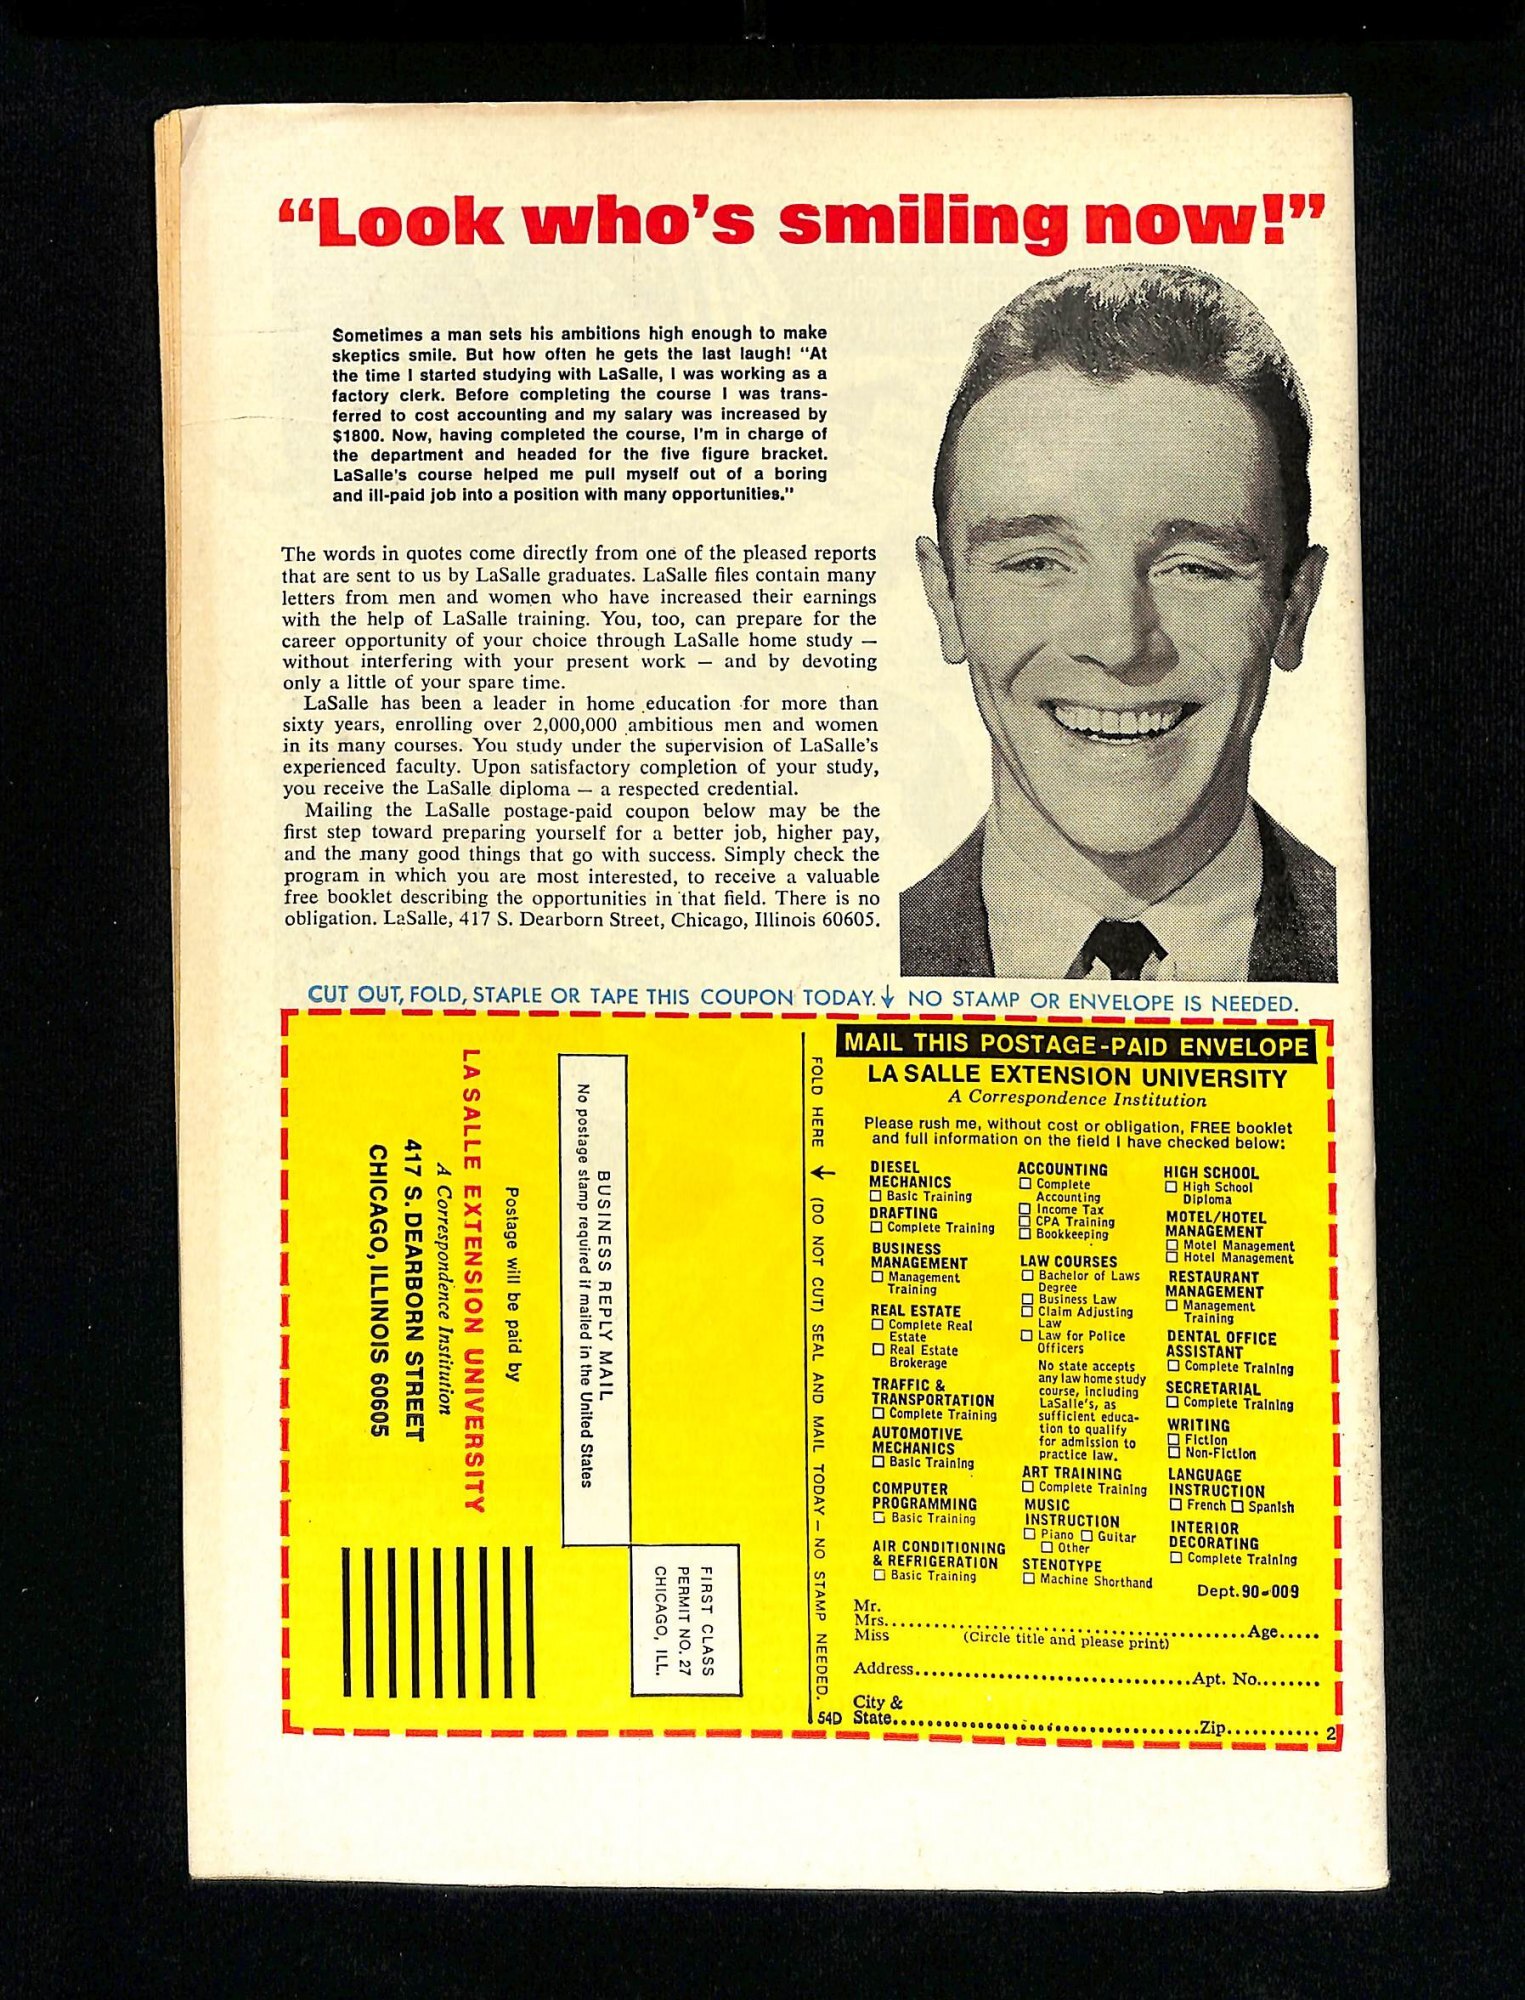 “Look who's smiling now!”
Sometimes a man sets his ambitions high enough to make
skeptics smile. But how often he gets the last laugh! “At
the time I started studying with LaSalle, I was working as a
factory clerk. Before completing the course I was trans-
ferred to cost accounting and my salary was increased by
$1800. Now, having completed the course, I'm in charge of
the department and headed for the five figure bracket.
LaSalle's course helped me pull myself out of a boring
and ill-paid job into a position with many opportunities.”
The words in quotes come directly from one of the pleased reports
that are sent to us by LaSalle graduates. LaSalle files contain many
letters from men and women who have increased their earnings
with the help of LaSalle training. You, too, can prepare for the
career opportunity of your choice through LaSalle home study —
without interfering with your present work — and by devoting
only a little of your spare time.
LaSalle has been a leader in home education for more than
sixty years, enrolling over 2,000,000 ambitious men and women
in its many courses. You study under the supervision of LaSalle's
experienced faculty. Upon satisfactory completion of your study,
you receive the LaSalle diploma — a respected credential.
Mailing the LaSalle postage-paid coupon below may be the
first step toward preparing yourself for a better job, higher pay,
and the many good things that go with success. Simply check the
program in which you are most interested, to receive a valuable
free booklet describing the opportunities in that field. There is no
obligation. LaSalle, 417 S. Dearborn Street, Chicago, Illinois 60605.
CUT OUT, FOLD, STAPLE OR TAPE THIS COUPON TODAY. ↓ NO STAMP OR ENVELOPE IS NEEDED.
FIRST CLASS
PERMIT NO. 27
CHICAGO, ILL.
BUSINESS REPLY MAIL
No postage stamp required if mailed in the United States
Postage will be paid by
LA SALLE EXTENSION UNIVERSITY
A Correspondence Institution
417 S. DEARBORN STREET
CHICAGO, ILLINOIS 60605
FOLD HERE ← (DO NOT CUT) SEAL AND MAIL TODAY — NO STAMP NEEDED.
MAIL THIS POSTAGE-PAID ENVELOPE
LA SALLE EXTENSION UNIVERSITY
A Correspondence Institution
Please rush me, without cost or obligation, FREE booklet
and full information on the field I have checked below:
DIESEL
MECHANICS
☐ Basic Training
DRAFTING
☐ Complete Training
BUSINESS
MANAGEMENT
☐ Management
Training
REAL ESTATE
☐ Complete Real
Estate
☐ Real Estate
Brokerage
TRAFFIC &
TRANSPORTATION
☐ Complete Training
AUTOMOTIVE
MECHANICS
☐ Basic Training
COMPUTER
PROGRAMMING
☐ Basic Training
AIR CONDITIONING
& REFRIGERATION
☐ Basic Training
ACCOUNTING
☐ Complete
Accounting
☐ Income Tax
☐ CPA Training
☐ Bookkeeping
LAW COURSES
☐ Bachelor of Laws
Degree
☐ Business Law
☐ Claim Adjusting
Law
☐ Law for Police
Officers
No state accepts
any law home study
course, including
LaSalle's, as
sufficient educa-
tion to qualify
for admission to
practice law.
ART TRAINING
☐ Complete Training
MUSIC
INSTRUCTION
☐ Piano ☐ Guitar
☐ Other
STENOTYPE
☐ Machine Shorthand
HIGH SCHOOL
☐ High School
Diploma
MOTEL/HOTEL
MANAGEMENT
☐ Motel Management
☐ Hotel Management
RESTAURANT
MANAGEMENT
☐ Management
Training
DENTAL OFFICE
ASSISTANT
☐ Complete Training
SECRETARIAL
☐ Complete Training
WRITING
☐ Fiction
☐ Non-Fiction
LANGUAGE
INSTRUCTION
☐ French ☐ Spanish
INTERIOR
DECORATING
☐ Complete Training
Dept. 90-009
Mr.
Mrs. Age
Miss (Circle title and please print)
Address Apt. No.
City &
54D State Zip 2